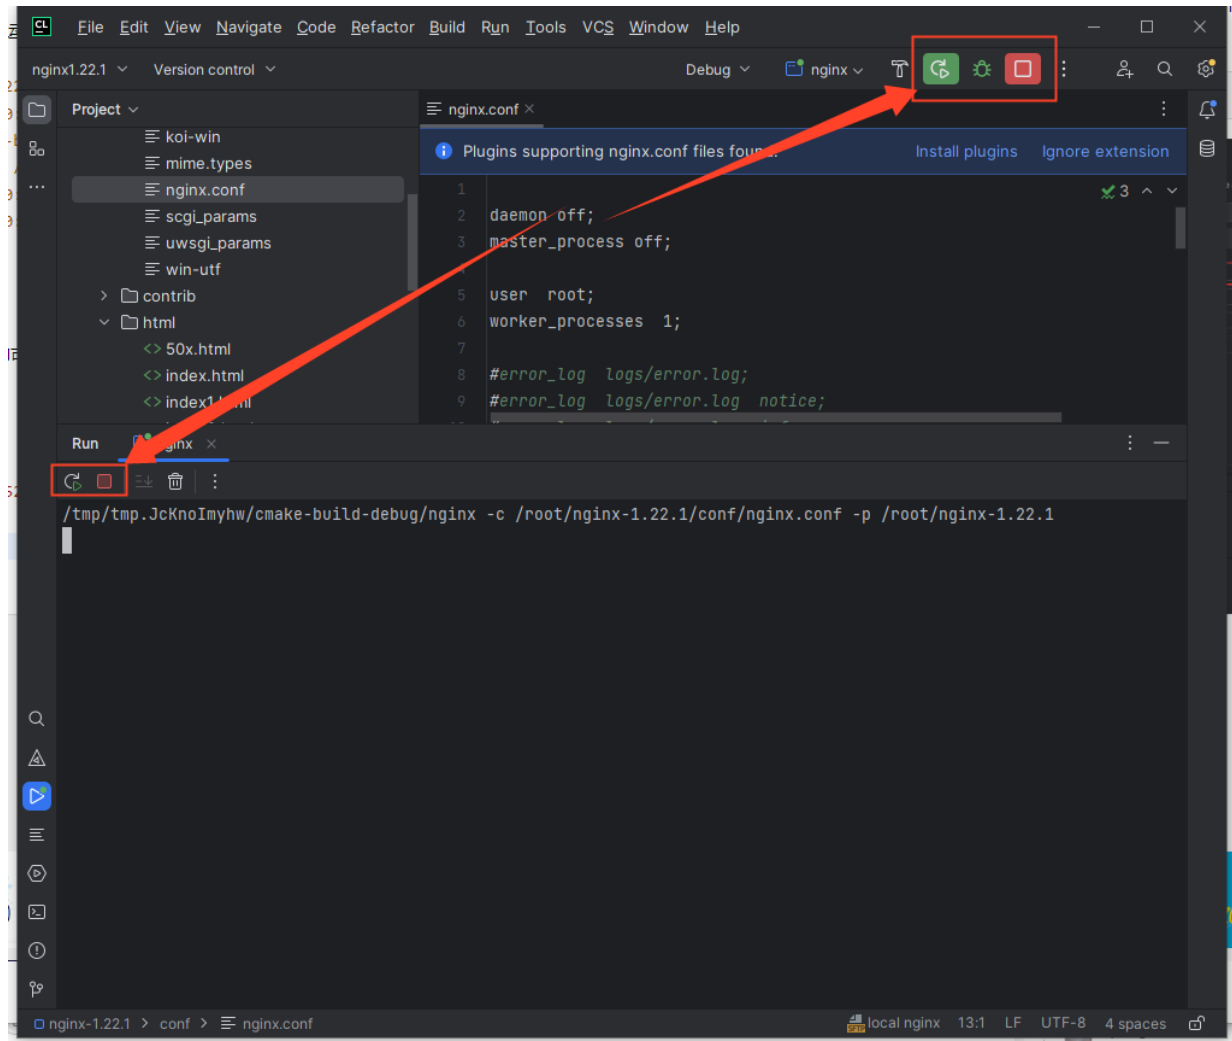 CL File Edit View Navigate Code Refactor Build Run Tools VCS Window Help
nginx1.22.1 Version control Debug nginx
Project
nginx.conf
koi-win
mime.types
nginx.conf
scgi_params
uwsgi_params
win-utf
contrib
html
50x.html
index.html
Plugins supporting nginx.conf files Install plugins Ignore extension
3
1
2 daemon off;
3 master_process off;
5 user root;
6 worker_processes 1;
7
8 #error_log logs/error.log;
9 #error_log logs/error.log notice;
Run nginx
/tmp/tmp.JcKnoImyhw/cmake-build-debug/nginx -c /root/nginx-1.22.1/conf/nginx.conf -p /root/nginx-1.22.1
nginx-1.22.1 > conf > nginx.conf
SFTP local nginx 13:1 LF UTF-8 4 spaces